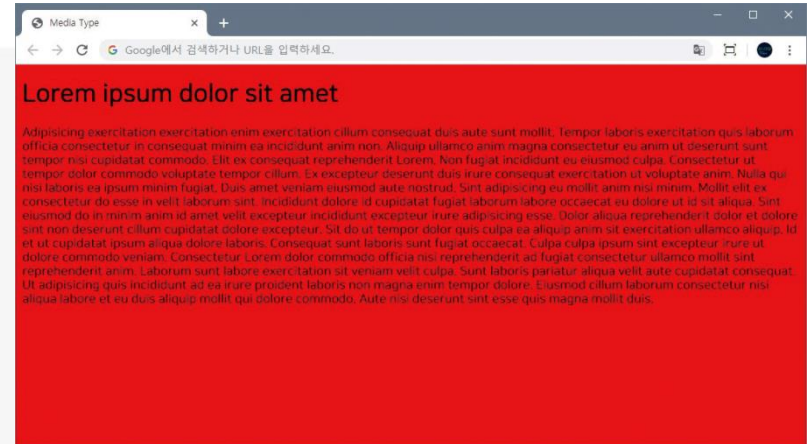 Media Type
Google에서 검색하거나 URL을 입력하세요.
Lorem ipsum dolor sit amet
Adipisicing exercitation exercitation enim exercitation cillum consequat duis aute sunt mollit. Tempor laboris exercitation quis laborum
officia consectetur in consequat minim ea incididunt anim non. Aliquip ullamco anim magna consectetur eu anim ut deserunt sunt
tempor nisi cupidatat commodo. Elit ex consequat reprehenderit Lorem. Non fugiat incididunt eu eiusmod culpa. Consectetur ut
tempor dolor commodo voluptate tempor cillum. Ex excepteur deserunt duis irure consequat exercitation ut voluptate anim. Nulla qui
nisi laboris ea ipsum minim fugiat. Duis amet veniam eiusmod aute nostrud. Sint adipisicing eu mollit anim nisi minim. Mollit elit ex
consectetur do esse in velit laborum sint. Incididunt dolore id cupidatat fugiat laborum labore occaecat eu dolore ut id sit aliqua. Sint
eiusmod do in minim anim id amet velit excepteur incididunt excepteur irure adipisicing esse. Dolor aliqua reprehenderit dolor et dolore
sint non deserunt cillum cupidatat dolore excepteur. Sit do ut tempor dolor quis culpa ea aliquip anim sit exercitation ullamco aliquip. Id
et ut cupidatat ipsum aliqua dolore laboris. Consequat sunt laboris sunt fugiat occaecat. Culpa culpa ipsum sint excepteur irure ut
dolore commodo veniam. Consectetur Lorem dolor commodo officia nisi reprehenderit ad fugiat consectetur ullamco mollit sint
reprehenderit anim. Laborum sunt labore exercitation sit veniam velit culpa. Sunt laboris pariatur aliqua velit aute cupidatat consequat.
Ut adipisicing quis incididunt ad ea irure proident laboris non magna enim tempor dolore. Eiusmod cillum laborum consectetur nisi
aliqua labore et eu duis aliquip mollit qui dolore commodo. Aute nisi deserunt sint esse quis magna mollit duis.